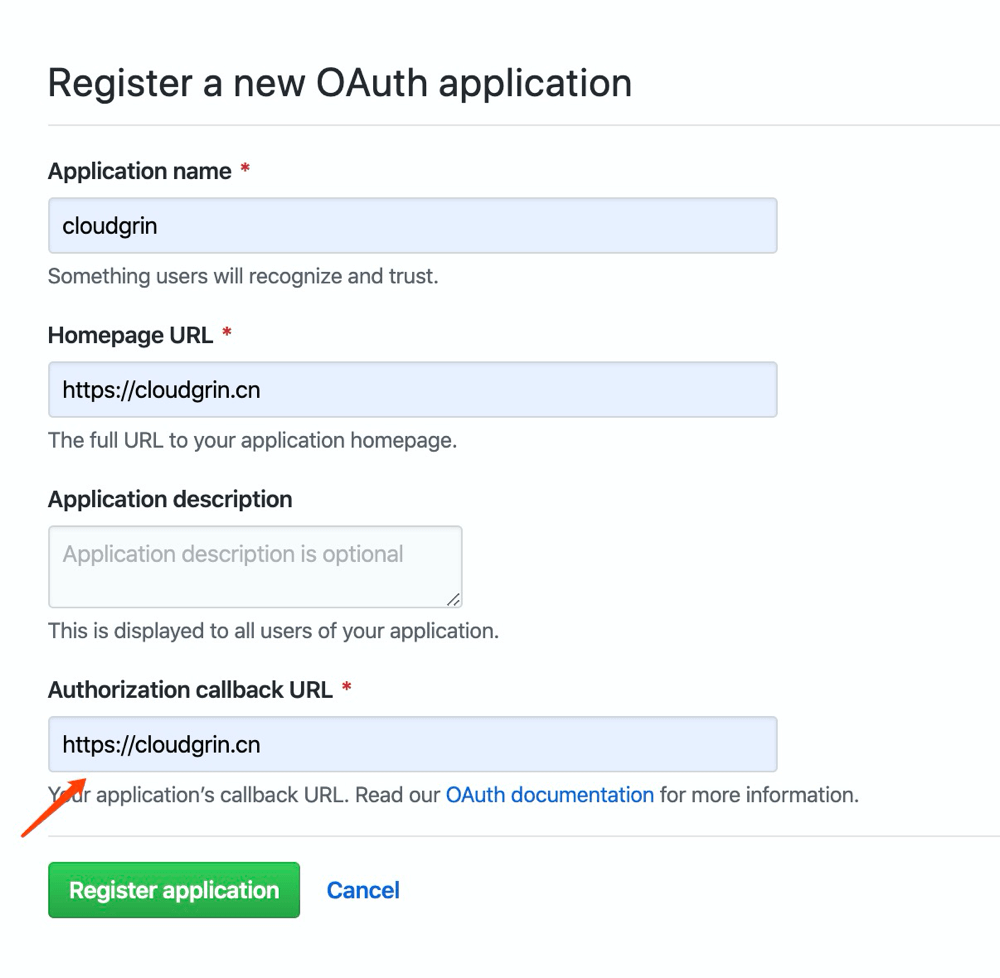 Register a new OAuth application
Application name *
cloudgrin
Something users will recognize and trust.
Homepage URL *
https://cloudgrin.cn
The full URL to your application homepage.
Application description
Application description is optional
This is displayed to all users of your application.
Authorization callback URL *
https://cloudgrin.cn
Your application’s callback URL. Read our OAuth documentation for more information.
Register application Cancel